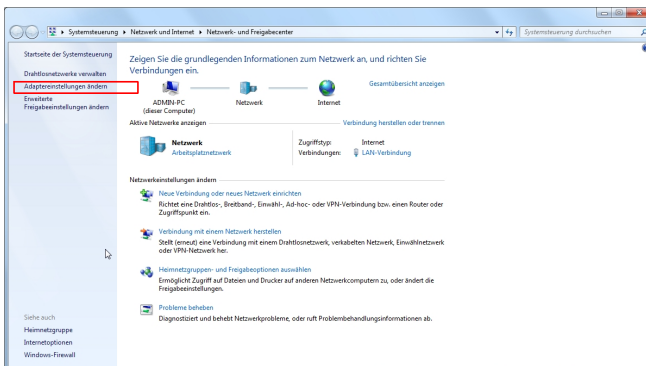 Systemsteuerung ▸ Netzwerk und Internet ▸ Netzwerk- und Freigabecenter
Systemsteuerung durchsuchen
Startseite der Systemsteuerung
Drahtlosnetzwerke verwalten
Adaptereinstellungen ändern
Erweiterte
Freigabeeinstellungen ändern
Zeigen Sie die grundlegenden Informationen zum Netzwerk an, und richten Sie
Verbindungen ein.
Gesamtübersicht anzeigen
ADMIN-PC
(dieser Computer)
Netzwerk
Internet
Aktive Netzwerke anzeigen
Verbindung herstellen oder trennen
Netzwerk
Arbeitsplatznetzwerk
Zugriffstyp: Internet
Verbindungen: LAN-Verbindung
Netzwerkeinstellungen ändern
Neue Verbindung oder neues Netzwerk einrichten
Richtet eine Drahtlos-, Breitband-, Einwähl-, Ad-hoc- oder VPN-Verbindung bzw. einen Router oder
Zugriffspunkt ein.
Verbindung mit einem Netzwerk herstellen
Stellt (erneut) eine Verbindung mit einem Drahtlosnetzwerk, verkabelten Netzwerk, Einwählnetzwerk
oder VPN-Netzwerk her.
Heimnetzgruppen- und Freigabeoptionen auswählen
Ermöglicht Zugriff auf Dateien und Drucker auf anderen Netzwerkcomputern zu, oder ändert die
Freigabeeinstellungen.
Probleme beheben
Diagnostiziert und behebt Netzwerkprobleme, oder ruft Problembehandlungsinformationen ab.
Siehe auch
Heimnetzgruppe
Internetoptionen
Windows-Firewall